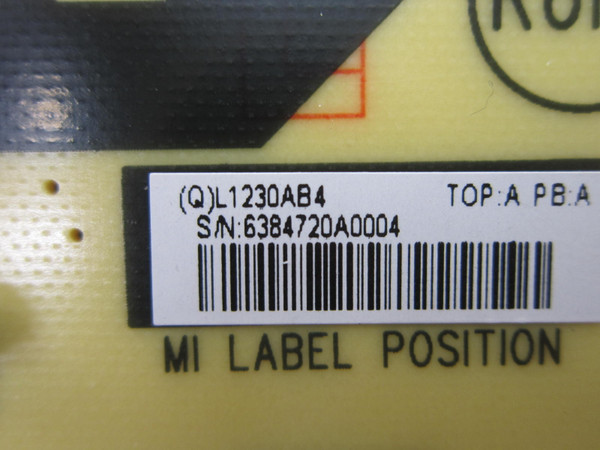 (Q)L1230AB4 TOP:A PB:A
S/N:6384720A0004
MI LABEL POSITION